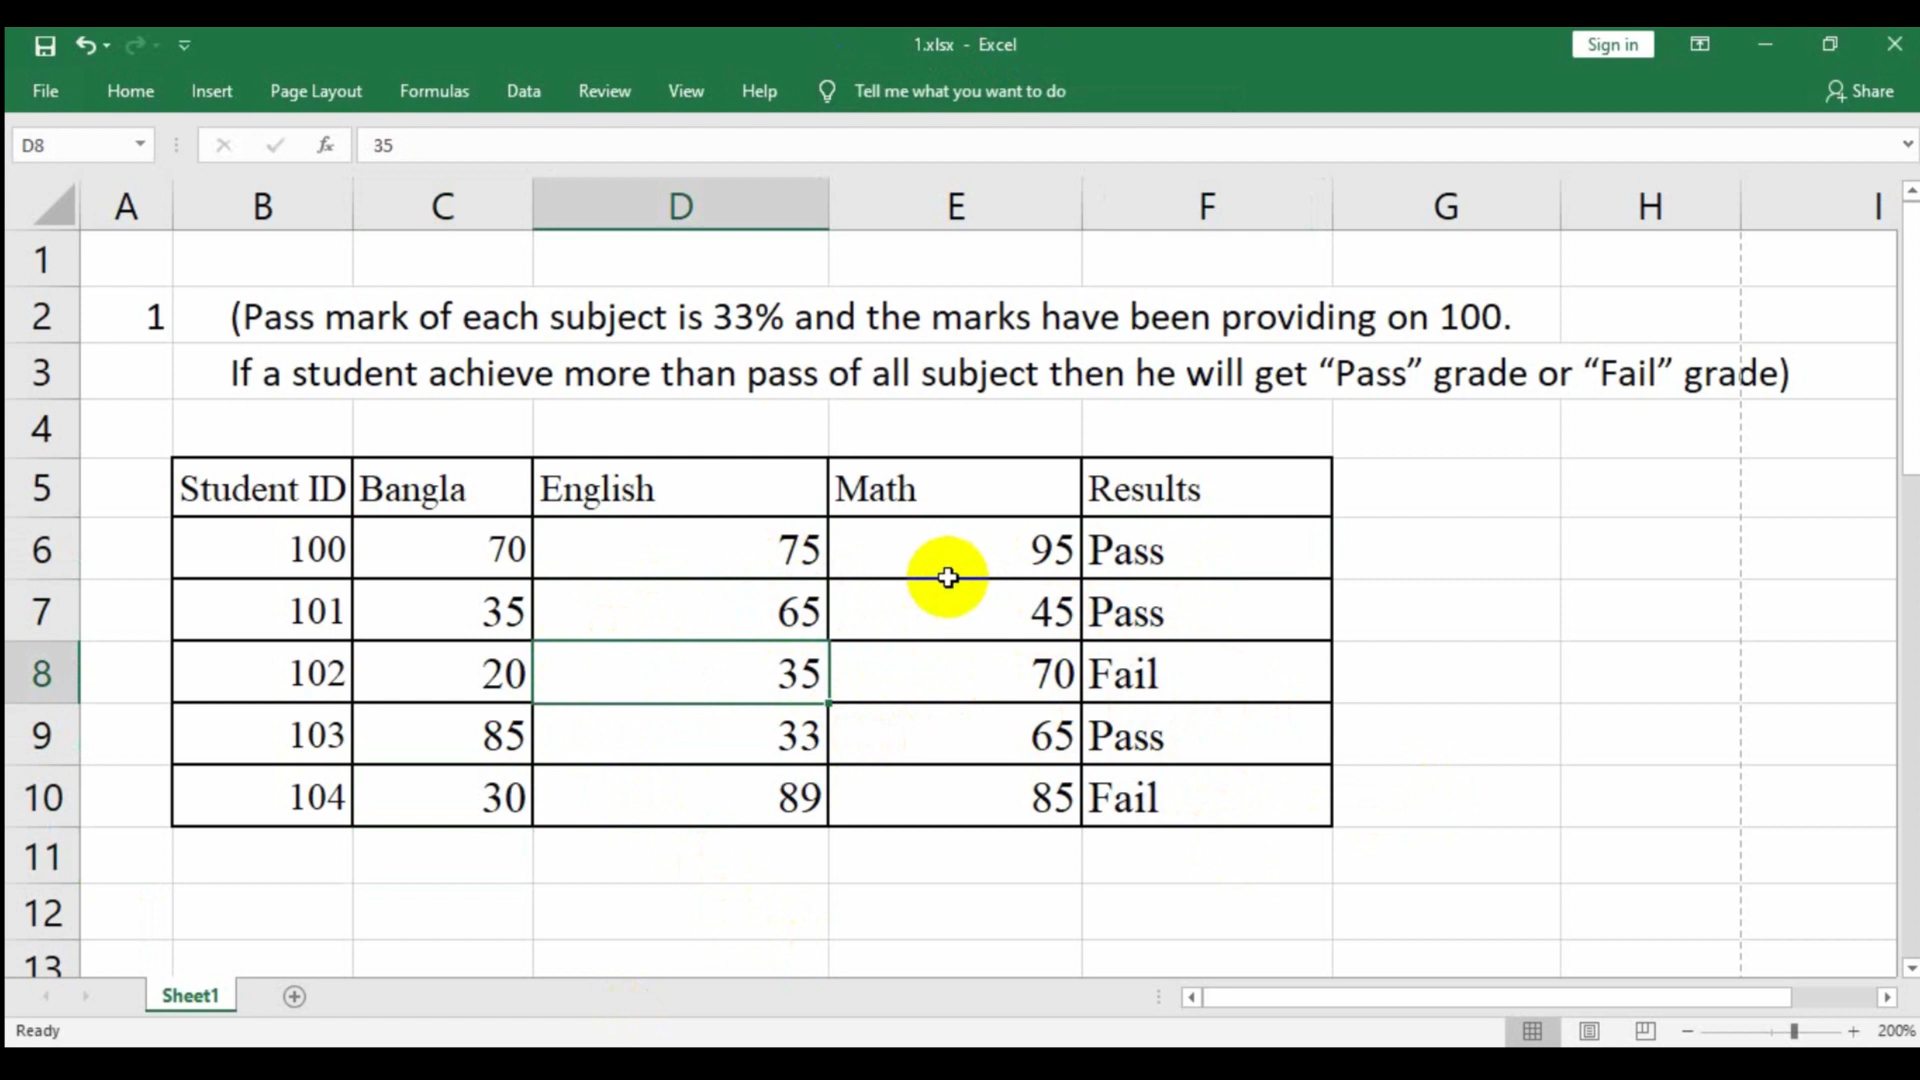 1.xlsx - Excel
Sign in
File Home Insert Page Layout Formulas Data Review View Help Tell me what you want to do Share
D8 fx 35
A B C D E F G H I
1
2 1 (Pass mark of each subject is 33% and the marks have been providing on 100.
3 If a student achieve more than pass of all subject then he will get “Pass” grade or “Fail” grade)
4
5 Student ID Bangla English Math Results
6 100 70 75 95 Pass
7 101 35 65 45 Pass
8 102 20 35 70 Fail
9 103 85 33 65 Pass
10 104 30 89 85 Fail
11
12
13
Sheet1
Ready 200%